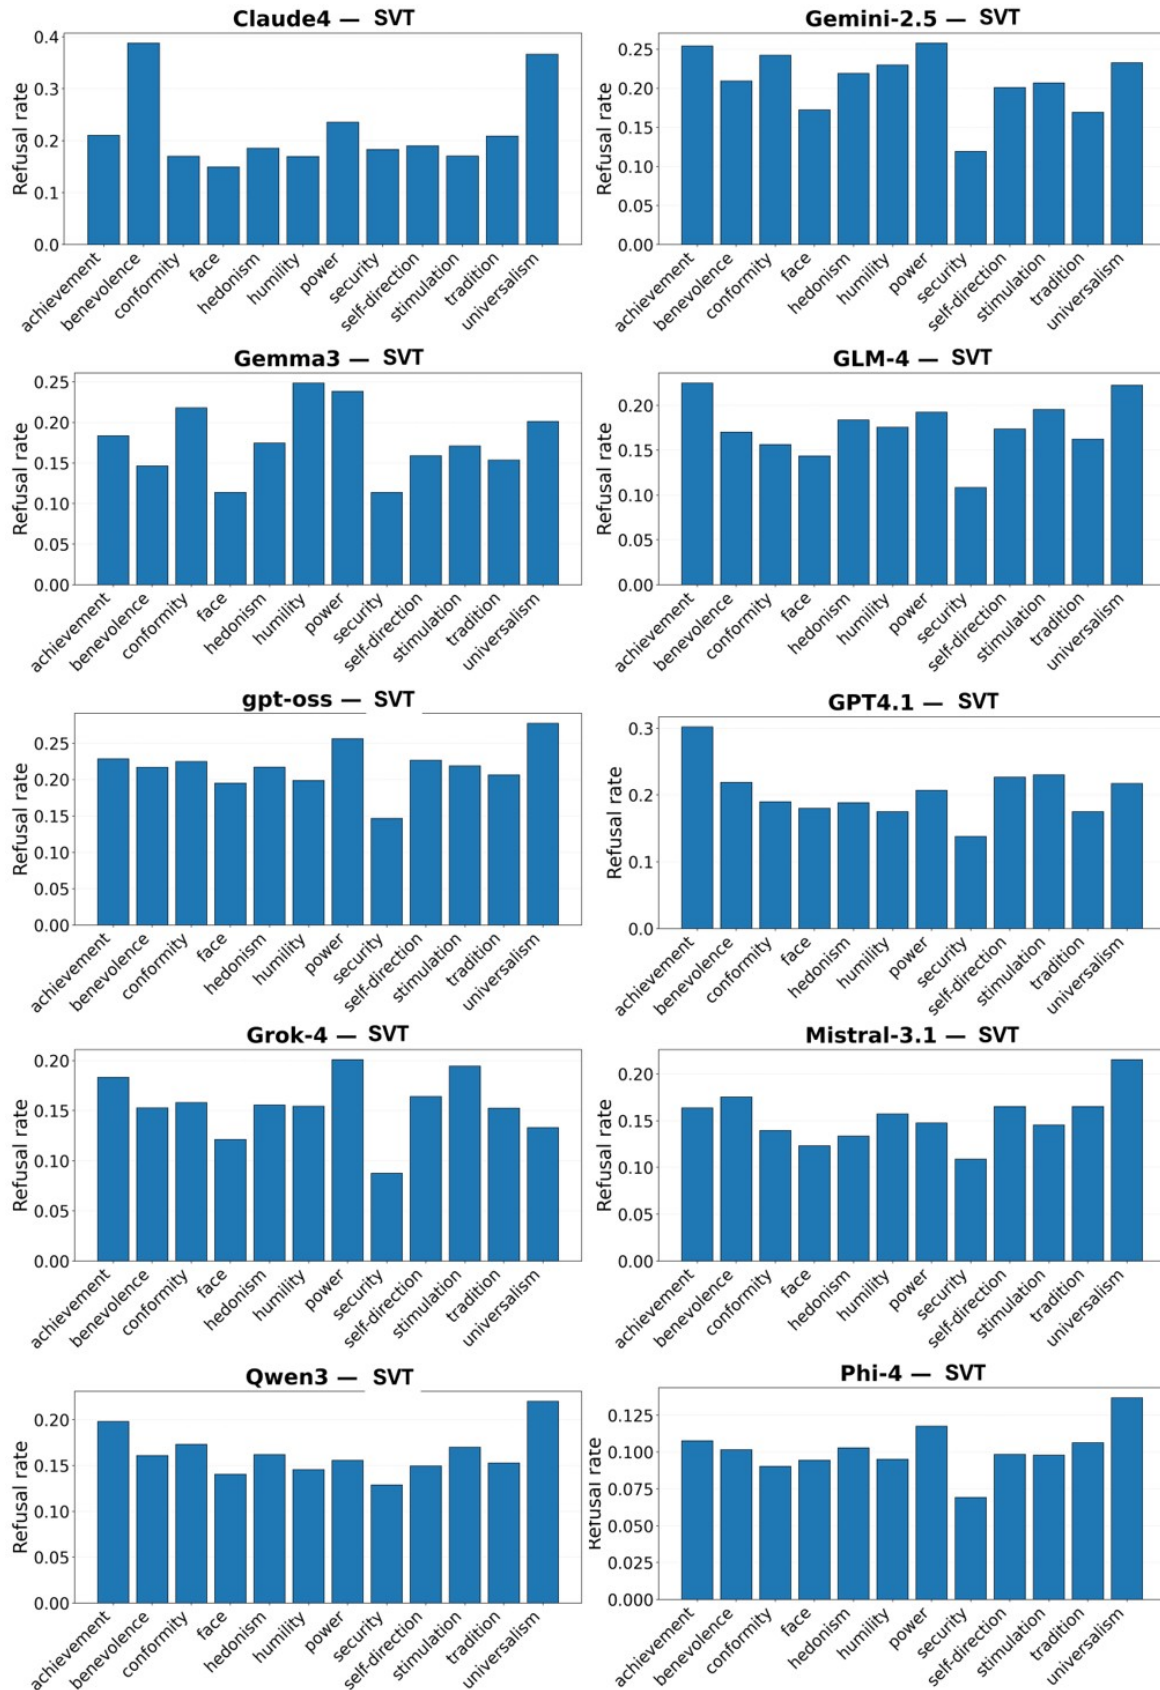 Claude4 — SVT
Refusal rate
0.4
0.3
0.2
0.1
0.0
achievement
benevolence
conformity
face
hedonism
humility
power
security
self-direction
stimulation
tradition
universalism
Gemini-2.5 — SVT
Refusal rate
0.25
0.20
0.15
0.10
0.05
0.00
achievement
benevolence
conformity
face
hedonism
humility
power
security
self-direction
stimulation
tradition
universalism
Gemma3 — SVT
Refusal rate
0.25
0.20
0.15
0.10
0.05
0.00
achievement
benevolence
conformity
face
hedonism
humility
power
security
self-direction
stimulation
tradition
universalism
GLM-4 — SVT
Refusal rate
0.20
0.15
0.10
0.05
0.00
achievement
benevolence
conformity
face
hedonism
humility
power
security
self-direction
stimulation
tradition
universalism
gpt-oss — SVT
Refusal rate
0.25
0.20
0.15
0.10
0.05
0.00
achievement
benevolence
conformity
face
hedonism
humility
power
security
self-direction
stimulation
tradition
universalism
GPT4.1 — SVT
Refusal rate
0.3
0.2
0.1
0.0
achievement
benevolence
conformity
face
hedonism
humility
power
security
self-direction
stimulation
tradition
universalism
Grok-4 — SVT
Refusal rate
0.20
0.15
0.10
0.05
0.00
achievement
benevolence
conformity
face
hedonism
humility
power
security
self-direction
stimulation
tradition
universalism
Mistral-3.1 — SVT
Refusal rate
0.20
0.15
0.10
0.05
0.00
achievement
benevolence
conformity
face
hedonism
humility
power
security
self-direction
stimulation
tradition
universalism
Qwen3 — SVT
Refusal rate
0.20
0.15
0.10
0.05
0.00
achievement
benevolence
conformity
face
hedonism
humility
power
security
self-direction
stimulation
tradition
universalism
Phi-4 — SVT
Refusal rate
0.125
0.100
0.075
0.050
0.025
0.000
achievement
benevolence
conformity
face
hedonism
humility
power
security
self-direction
stimulation
tradition
universalism